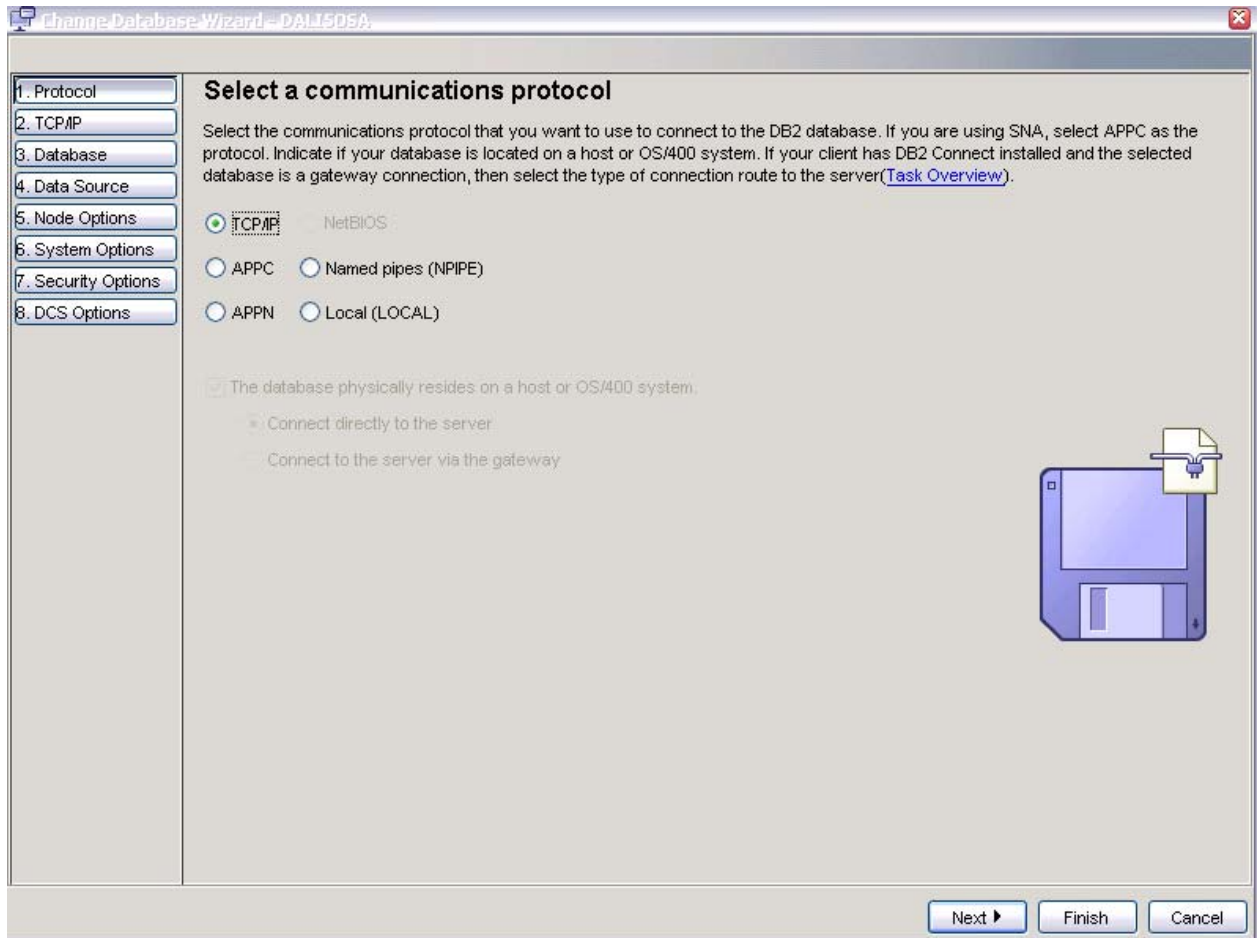 Change Database Wizard - DALI505A
1. Protocol
2. TCP/IP
3. Database
4. Data Source
5. Node Options
6. System Options
7. Security Options
8. DCS Options
Select a communications protocol
Select the communications protocol that you want to use to connect to the DB2 database. If you are using SNA, select APPC as the
protocol. Indicate if your database is located on a host or OS/400 system. If your client has DB2 Connect installed and the selected
database is a gateway connection, then select the type of connection route to the server(Task Overview).
TCP/IP NetBIOS
APPC Named pipes (NPIPE)
APPN Local (LOCAL)
The database physically resides on a host or OS/400 system.
Connect directly to the server
Connect to the server via the gateway
Next Finish Cancel